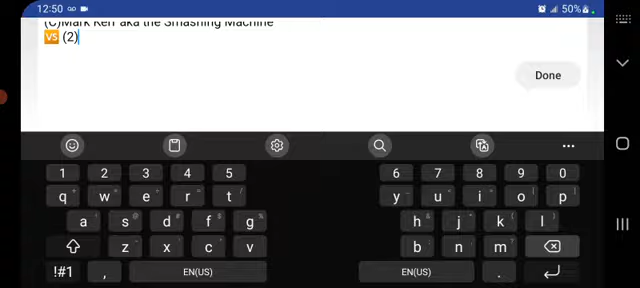 12:50
50%
(C)Mark Kerr aka the Smashing Machine
🆚 (2)
Done
1 2 3 4 5 6 7 8 9 0
q w e r t y u i o p
a s d f g h j k l
z x c v b n m
!#1 , EN(US) EN(US) .